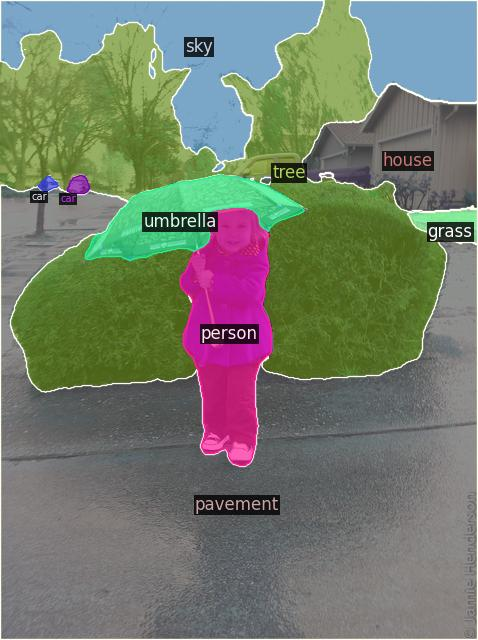 sky
house
tree
car
car
umbrella
grass
person
pavement
© Jamie Henderson